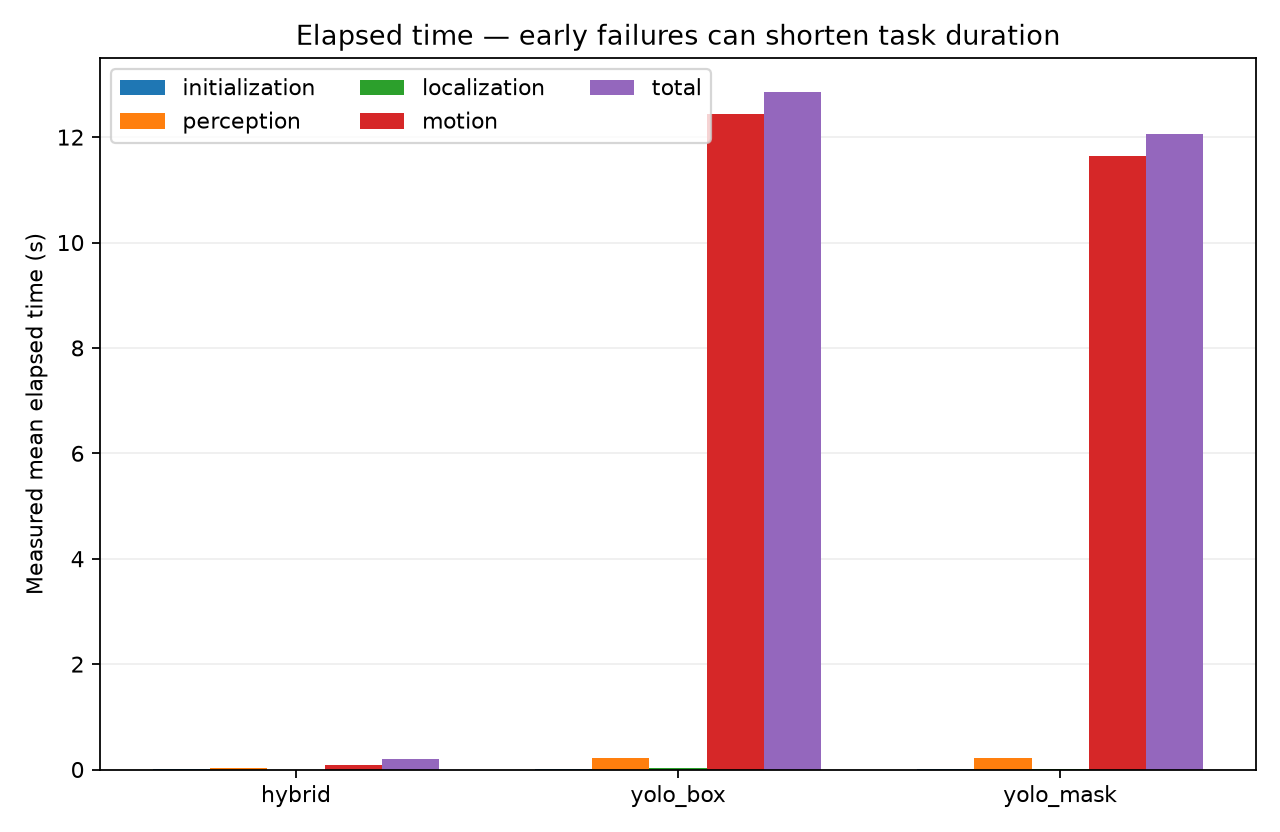 Elapsed time — early failures can shorten task duration
initialization
perception
localization
motion
total
Measured mean elapsed time (s)
12
10
8
6
4
2
0
hybrid
yolo_box
yolo_mask